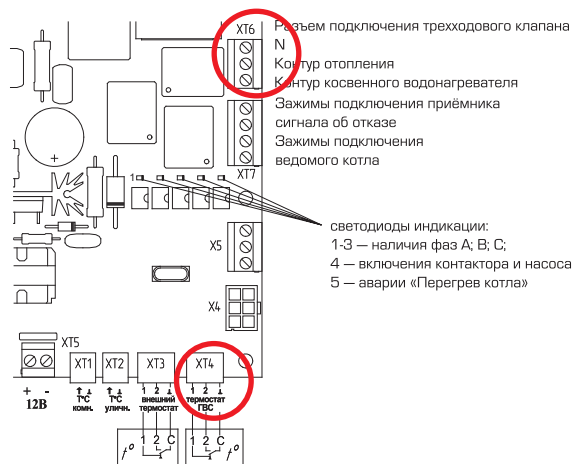 XT6
Разъем подключения трехходового клапана
N
Контур отопления
Контур косвенного водонагревателя
Зажимы подключения приёмника
сигнала об отказе
Зажимы подключения
ведомого котла
XT7
1
+
светодиоды индикации:
1-3 — наличия фаз А; В; С;
4 — включения контактора и насоса
5 — аварии «Перегрев котла»
X5
X4
XT5
XT1 XT2 XT3 XT4
+ -
12В
T°C
комн.
T°C
уличн.
1 2
внешний
термостат
1 2
термостат
ГВС
t° 1 2 C
1 2 C t°